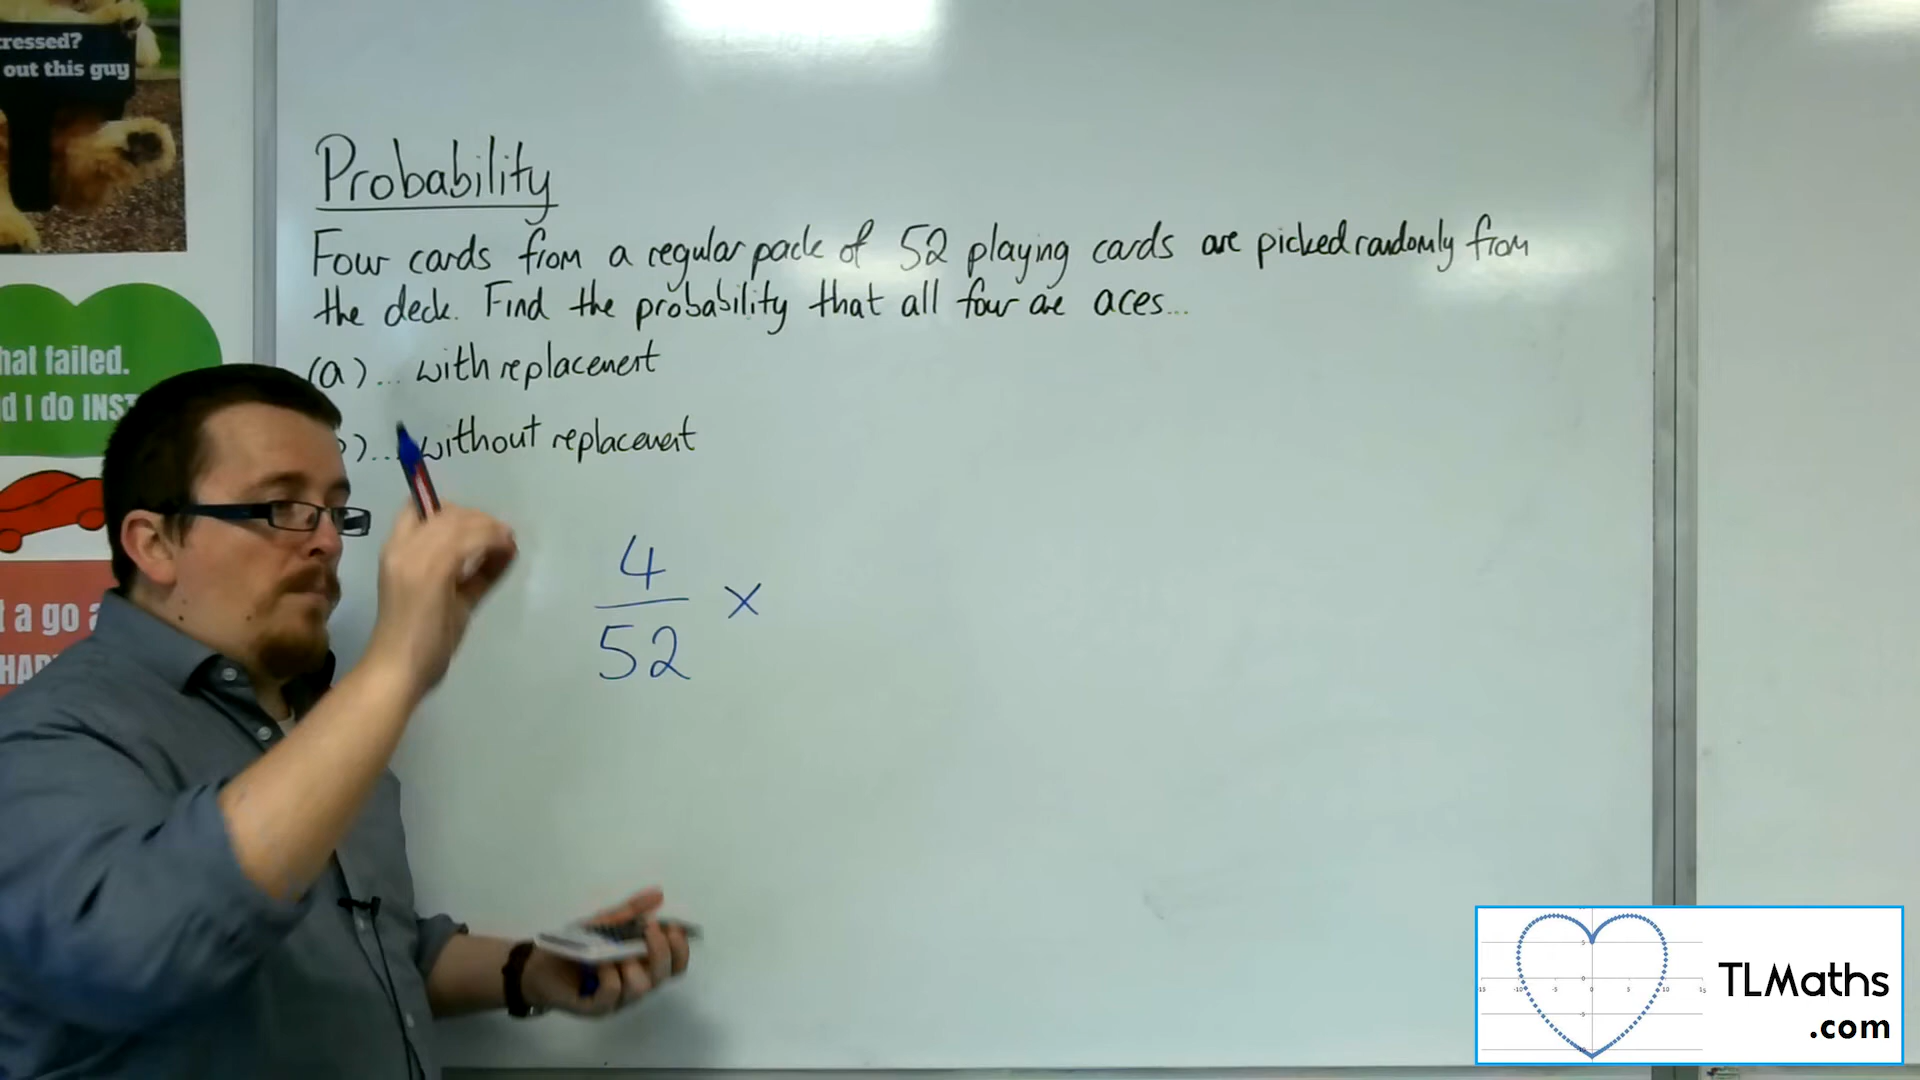 ressed?
out this guy
Probability
Four cards from a regular pack of 52 playing cards are picked randomly from
the deck. Find the probability that all four are aces...
(a)... with replacement
)... without replacement
hat failed.
d I do INST
t a go a
HAP
4
52
×
TLMaths
.com